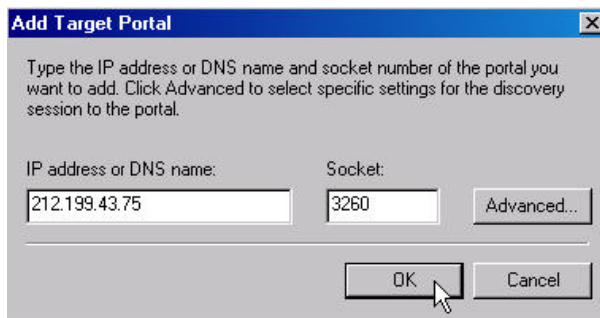 Add Target Portal
Type the IP address or DNS name and socket number of the portal you
want to add. Click Advanced to select specific settings for the discovery
session to the portal.
IP address or DNS name:
Socket:
212.199.43.75
3260
Advanced...
OK
Cancel